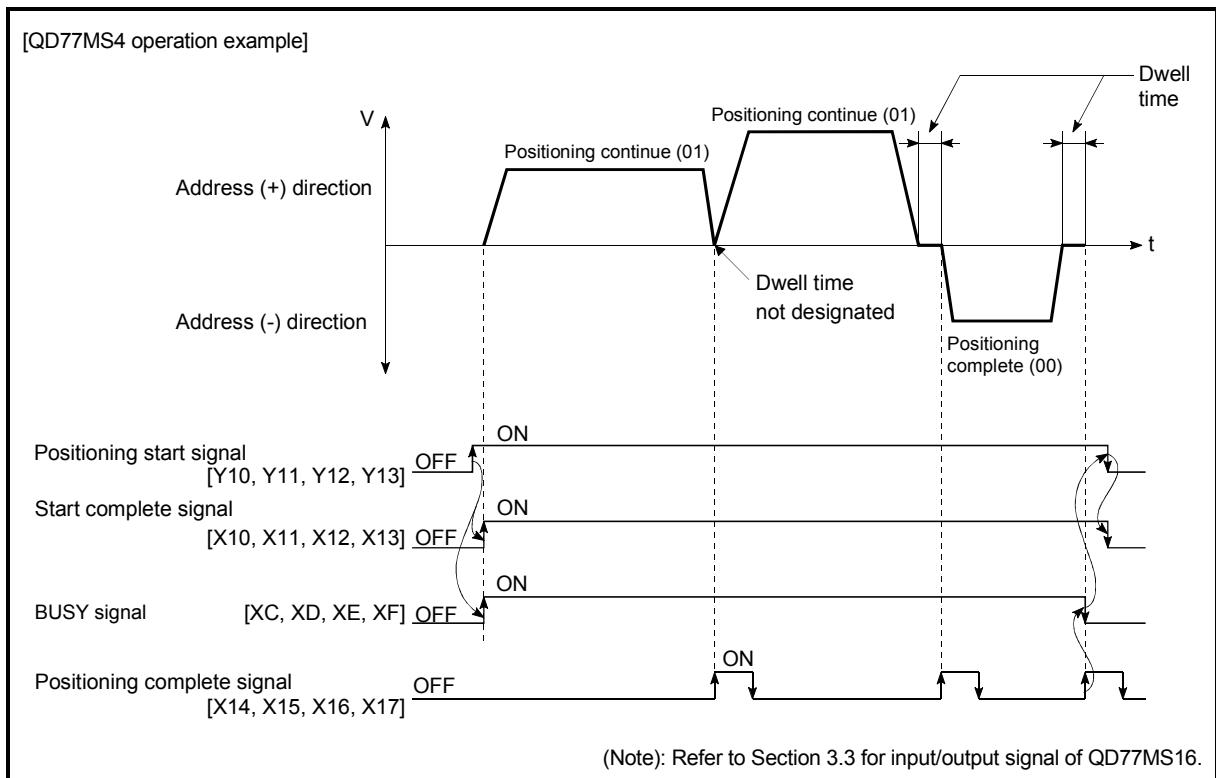 [QD77MS4 operation example]
Dwell
time
V
Positioning continue (01)
Positioning continue (01)
Address (+) direction
t
Dwell time
not designated
Address (-) direction
Positioning
complete (00)
ON
Positioning start signal
[Y10, Y11, Y12, Y13]
OFF
Start complete signal
ON
[X10, X11, X12, X13]
OFF
ON
BUSY signal
[XC, XD, XE, XF]
OFF
ON
Positioning complete signal
[X14, X15, X16, X17]
OFF
(Note): Refer to Section 3.3 for input/output signal of QD77MS16.